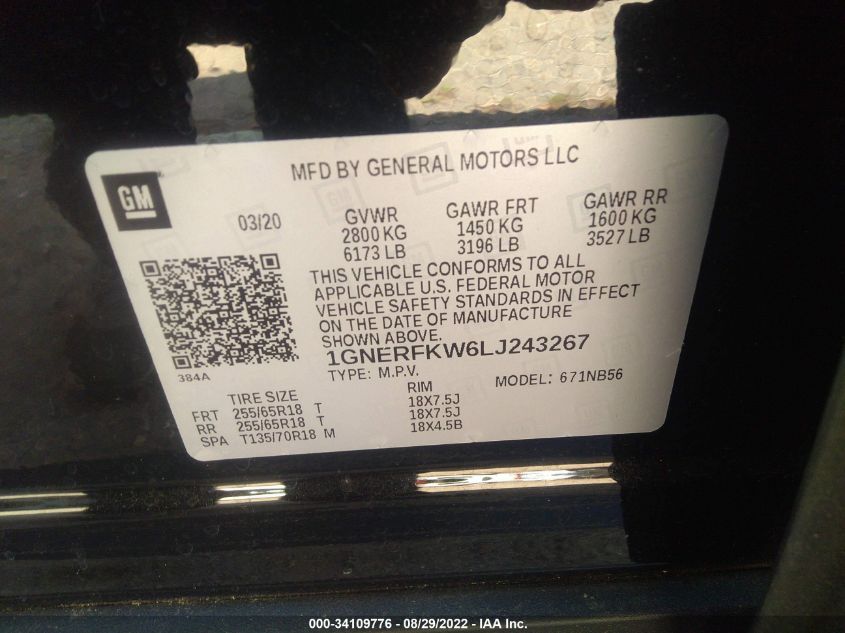 MFD BY GENERAL MOTORS LLC
GM
03/20
GVWR GAWR FRT GAWR RR
2800 KG 1450 KG 1600 KG
6173 LB 3196 LB 3527 LB
THIS VEHICLE CONFORMS TO ALL
APPLICABLE U.S. FEDERAL MOTOR
VEHICLE SAFETY STANDARDS IN EFFECT
ON THE DATE OF MANUFACTURE
SHOWN ABOVE.
1GNERFKW6LJ243267
384A
TYPE: M.P.V. MODEL: 671NB56
TIRE SIZE RIM
FRT 255/65R18 T 18X7.5J
RR 255/65R18 T 18X7.5J
SPA T135/70R18 M 18X4.5B
000-34109776 - 08/29/2022 - IAA Inc.